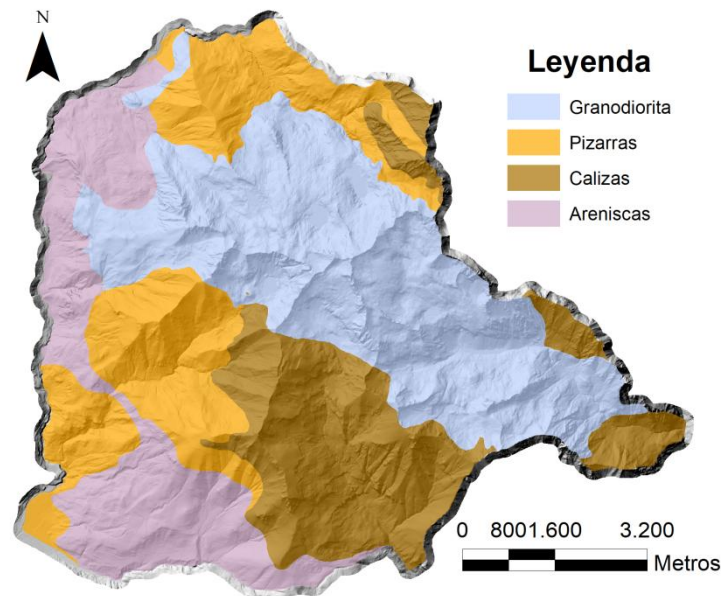 N
Leyenda
Granodiorita
Pizarras
Calizas
Areniscas
0 8001.600 3.200
Metros